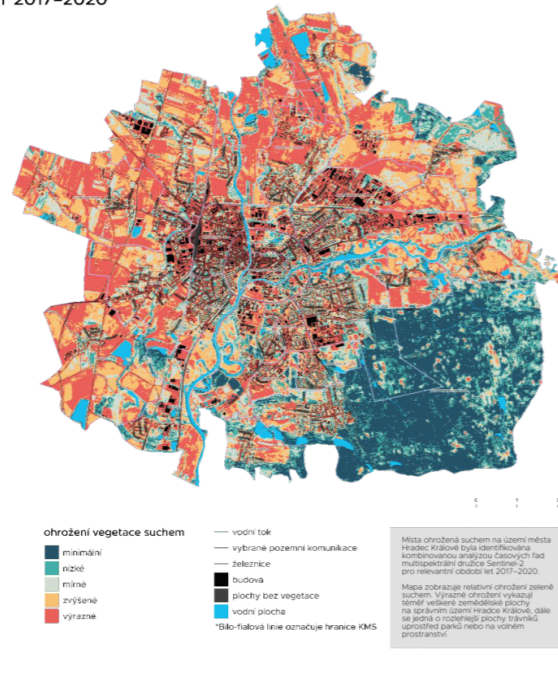 2017–2020
ohrožení vegetace suchem
minimální
nízké
mírné
zvýšené
výrazné
vodní tok
vybrané pozemní komunikace
železnice
budova
plochy bez vegetace
vodní plocha
*Bílo-fialová linie označuje hranice KMS
Místa ohrožená suchem na území města
Hradec Králové byla identifikována
kombinovanou analýzou časových řad
multispektrální družice Sentinel-2
pro relevantní období let 2017–2020.
Mapa zobrazuje relativní ohrožení zeleně
suchem. Výrazné ohrožení vykazují
téměř veškeré zemědělské plochy
na správním území Hradce Králové, dále
se jedná o rozlehlejší plochy trávníků
uprostřed parků nebo na volném
prostranství.